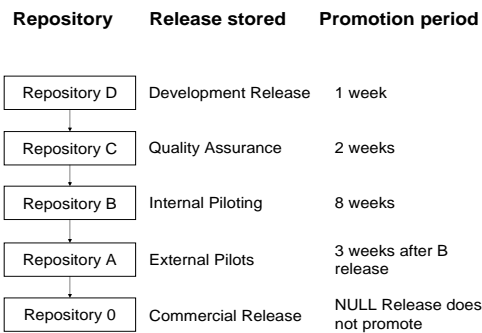 Repository Release stored Promotion period
Repository D Development Release 1 week
Repository C Quality Assurance 2 weeks
Repository B Internal Piloting 8 weeks
Repository A External Pilots 3 weeks after B
release
Repository 0 Commercial Release NULL Release does
not promote